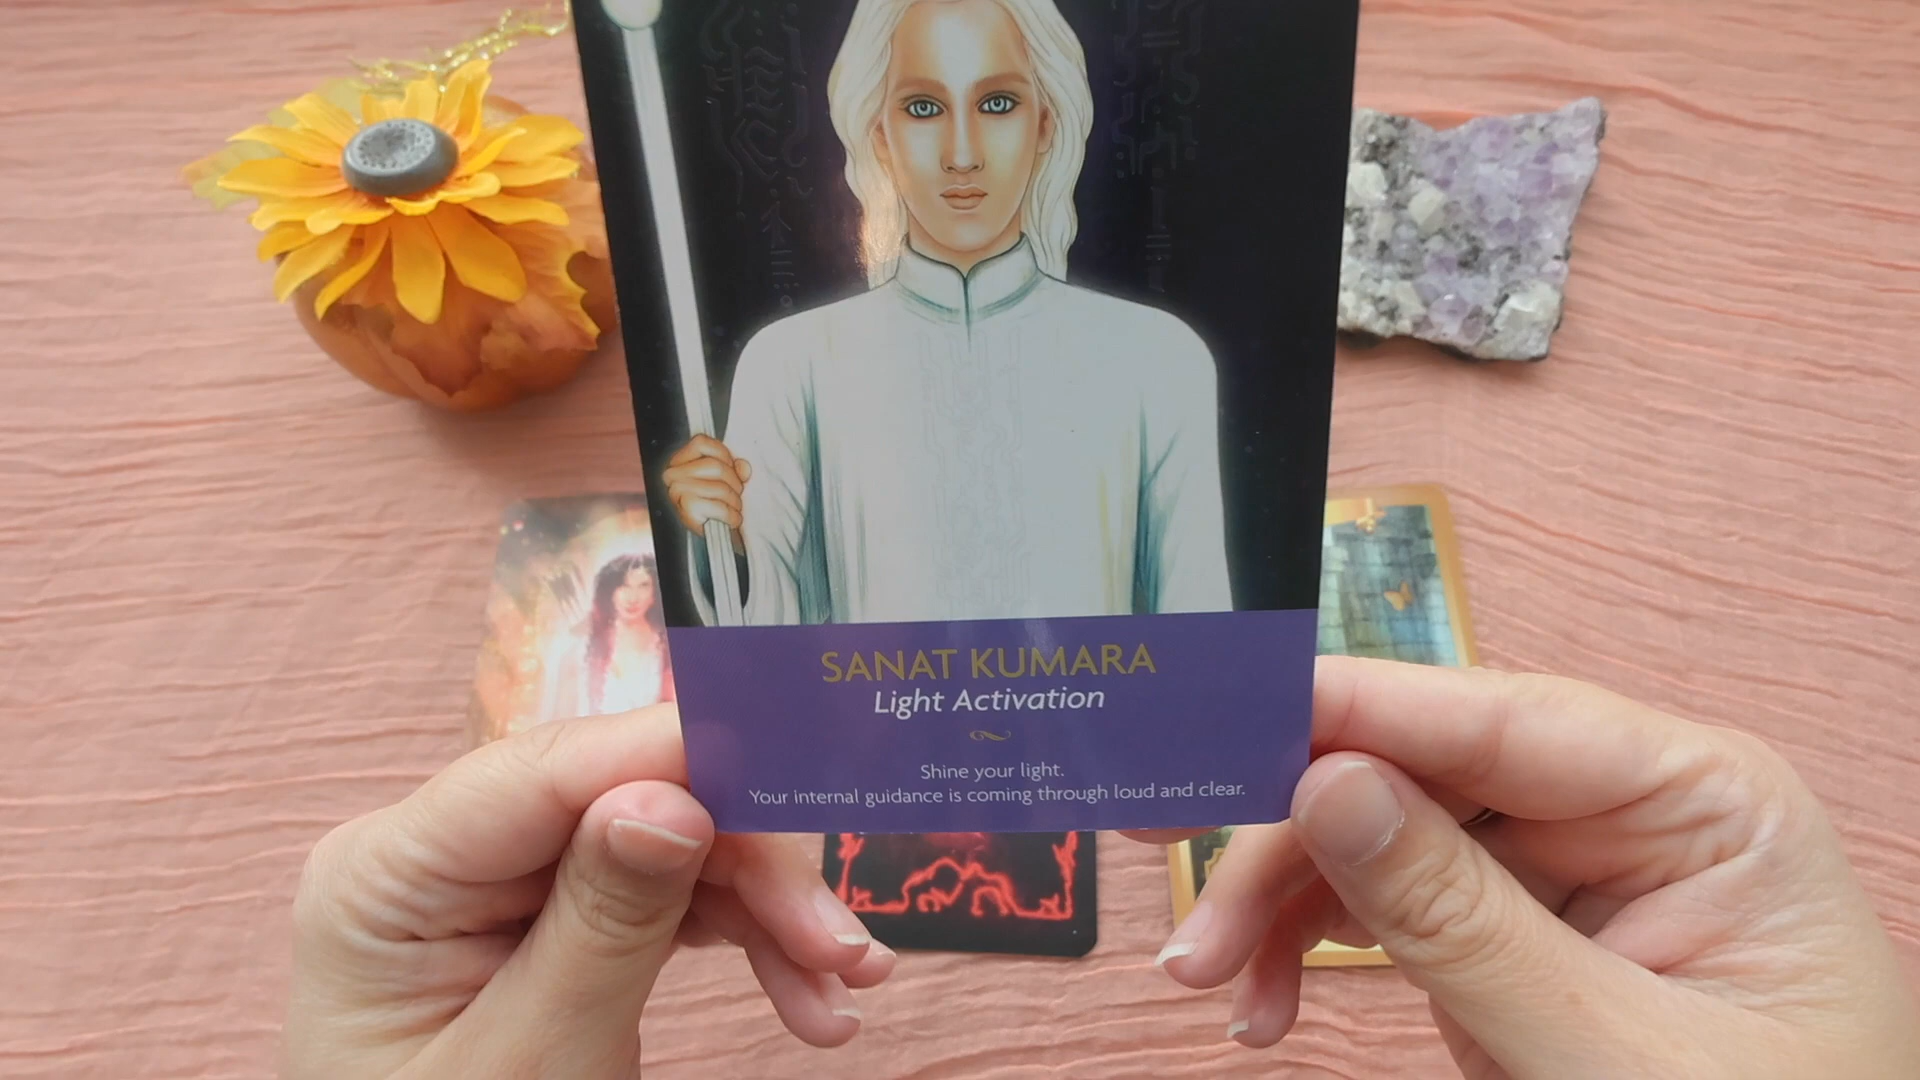 SANAT KUMARA
Light Activation
Shine your light.
Your internal guidance is coming through loud and clear.